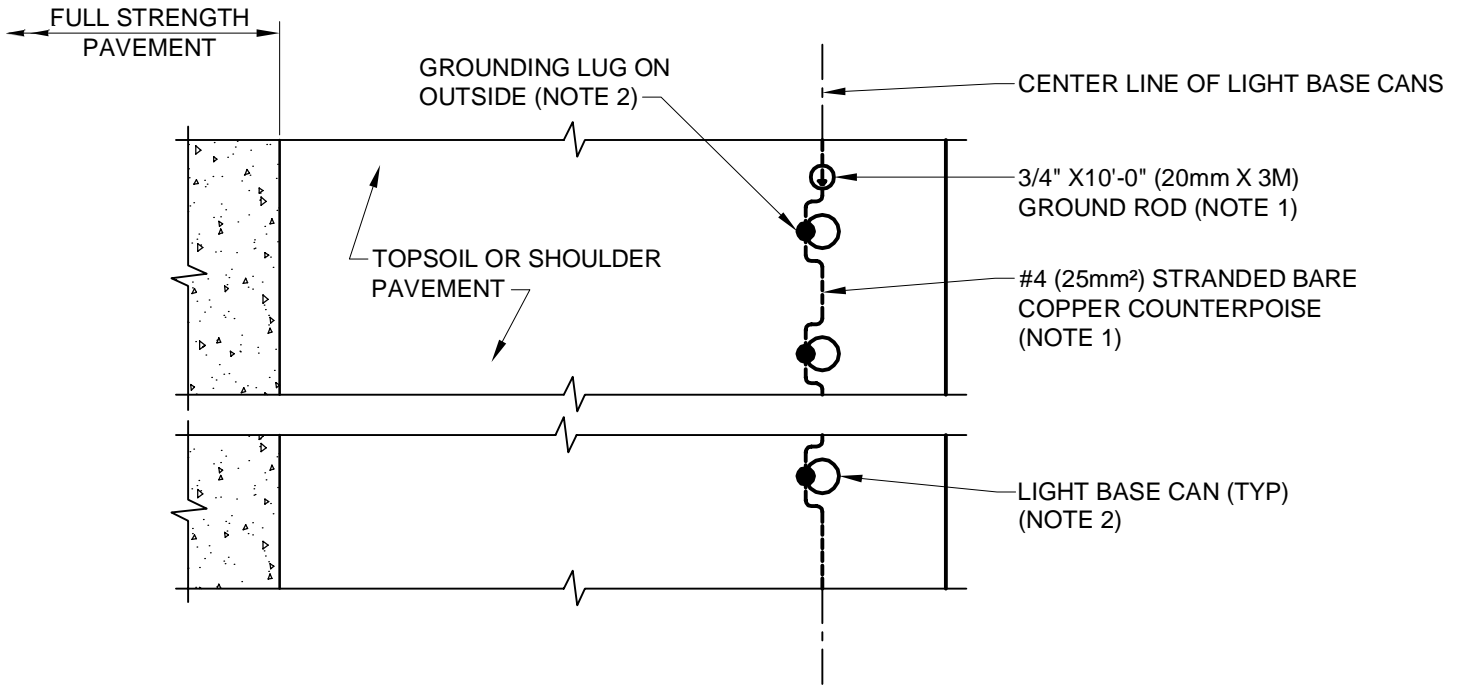 FULL STRENGTH
PAVEMENT
GROUNDING LUG ON
OUTSIDE (NOTE 2)
CENTER LINE OF LIGHT BASE CANS
3/4" X10'-0" (20mm X 3M)
GROUND ROD (NOTE 1)
TOPSOIL OR SHOULDER
PAVEMENT
#4 (25mm²) STRANDED BARE
COPPER COUNTERPOISE
(NOTE 1)
LIGHT BASE CAN (TYP)
(NOTE 2)